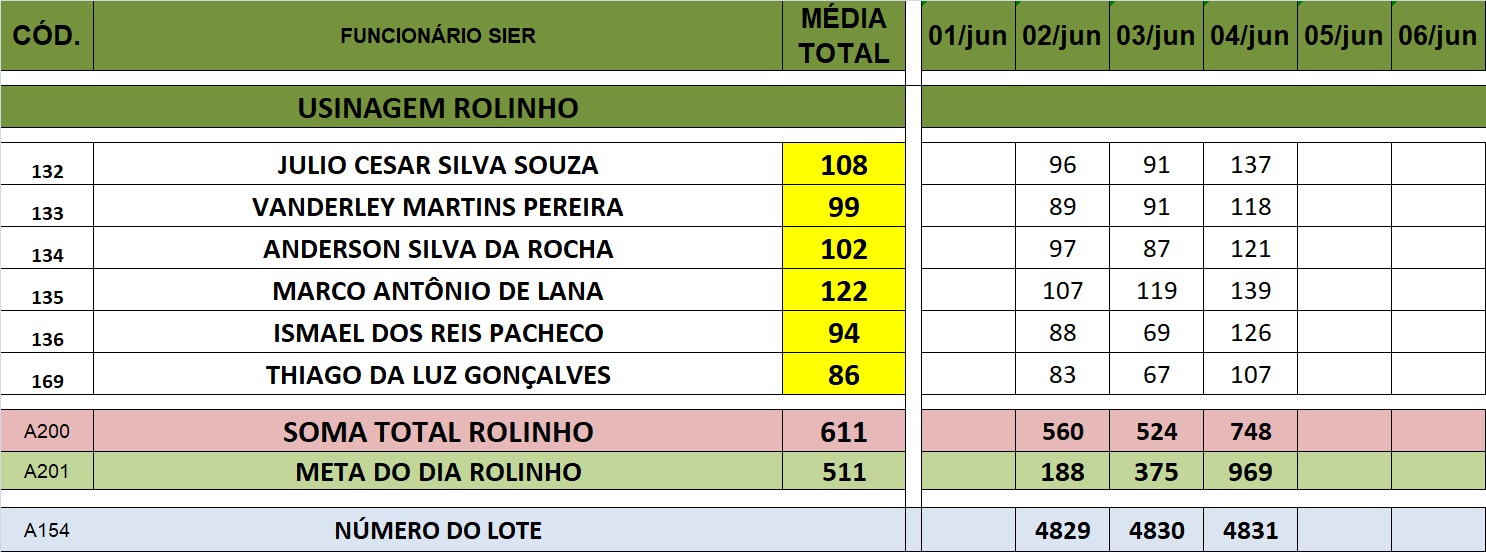 CÓD. FUNCIONÁRIO SIER MÉDIA TOTAL 01/jun 02/jun 03/jun 04/jun 05/jun 06/jun
USINAGEM ROLINHO
132 JULIO CESAR SILVA SOUZA 108 96 91 137
133 VANDERLEY MARTINS PEREIRA 99 89 91 118
134 ANDERSON SILVA DA ROCHA 102 97 87 121
135 MARCO ANTÔNIO DE LANA 122 107 119 139
136 ISMAEL DOS REIS PACHECO 94 88 69 126
169 THIAGO DA LUZ GONÇALVES 86 83 67 107
A200 SOMA TOTAL ROLINHO 611 560 524 748
A201 META DO DIA ROLINHO 511 188 375 969
A154 NÚMERO DO LOTE 4829 4830 4831